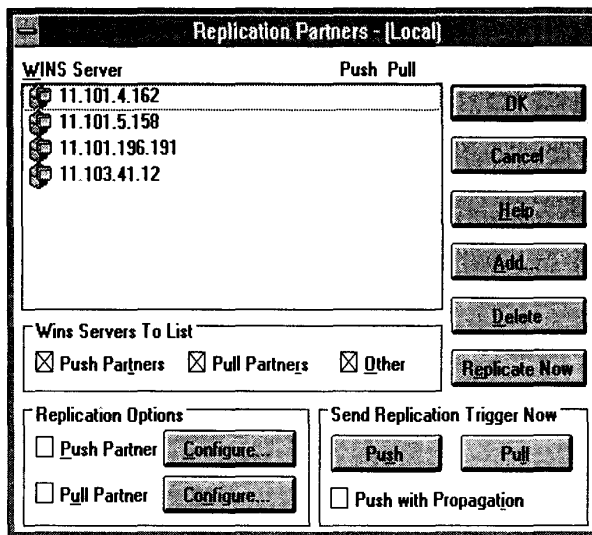 Replication Partners - (Local)
WINS Server Push Pull
11.101.4.162
11.101.5.158
11.101.196.191
11.103.41.12
OK
Cancel
Help
Add...
Delete
Replicate Now
Wins Servers To List
Push Partners Pull Partners Other
Replication Options
Push Partner Configure...
Pull Partner Configure...
Send Replication Trigger Now
Push Pull
Push with Propagation